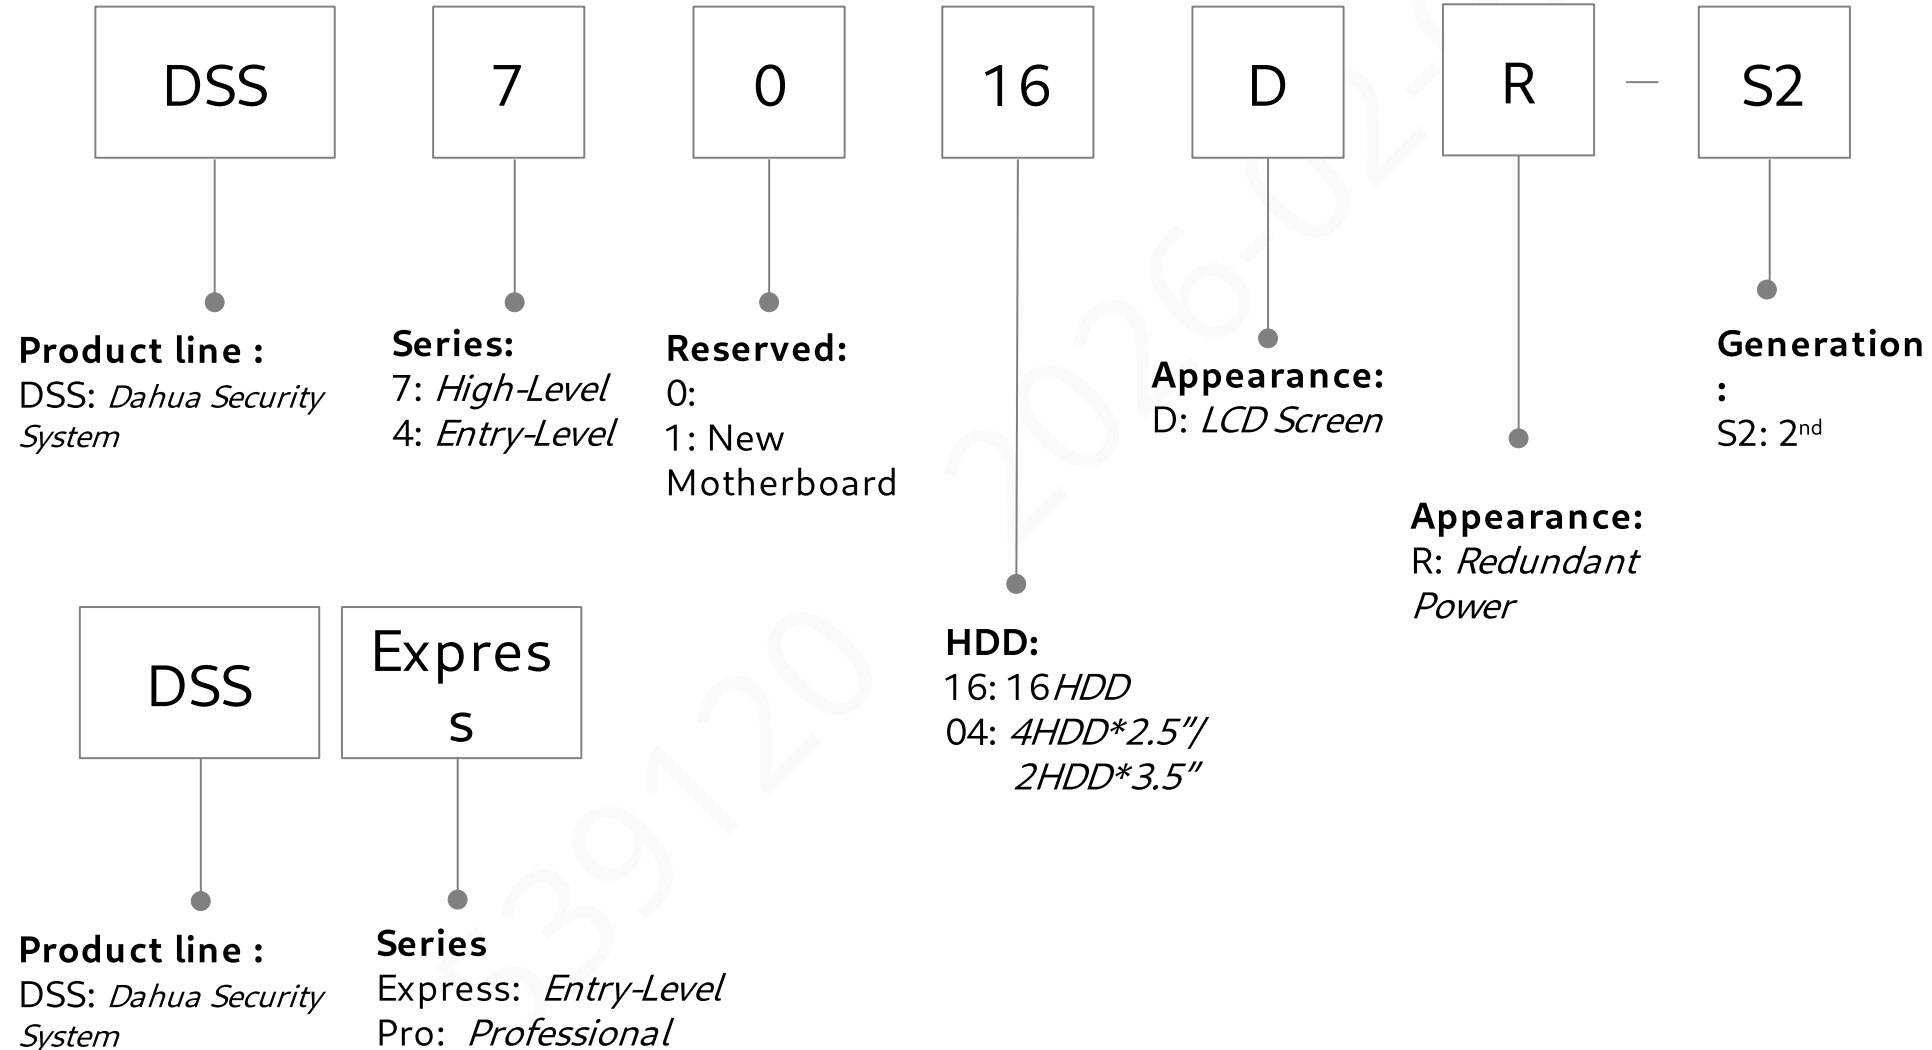 DSS
7
0
16
D
R
–
S2
Product line :
DSS: Dahua Security
System
Series:
7: High-Level
4: Entry-Level
Reserved:
0:
1: New
Motherboard
HDD:
16: 16HDD
04: 4HDD*2.5"/
2HDD*3.5"
Appearance:
D: LCD Screen
Appearance:
R: Redundant
Power
Generation
:
S2: 2nd
DSS
Expres
s
Product line :
DSS: Dahua Security
System
Series
Express: Entry-Level
Pro: Professional